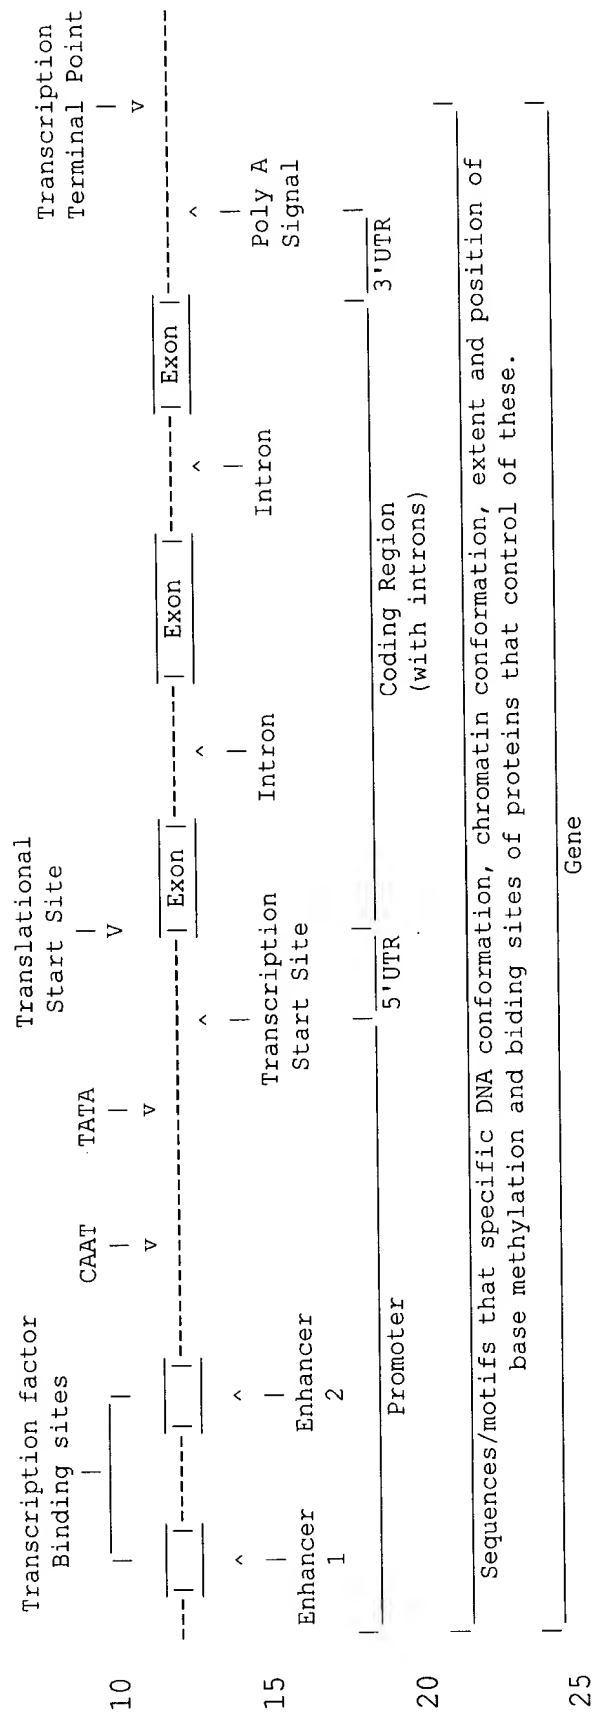 Transcription factor
Binding sites
CAAT
TATA
Translational
Start Site
Transcription
Terminal Point
10
Exon
Exon
Exon
15
Enhancer
1
Enhancer
2
Transcription
Start Site
Intron
Intron
Poly A
Signal
Promoter
5'UTR
Coding Region
(with introns)
3'UTR
20
Sequences/motifs that specific DNA conformation, chromatin conformation, extent and position of
base methylation and biding sites of proteins that control of these.
Gene
25